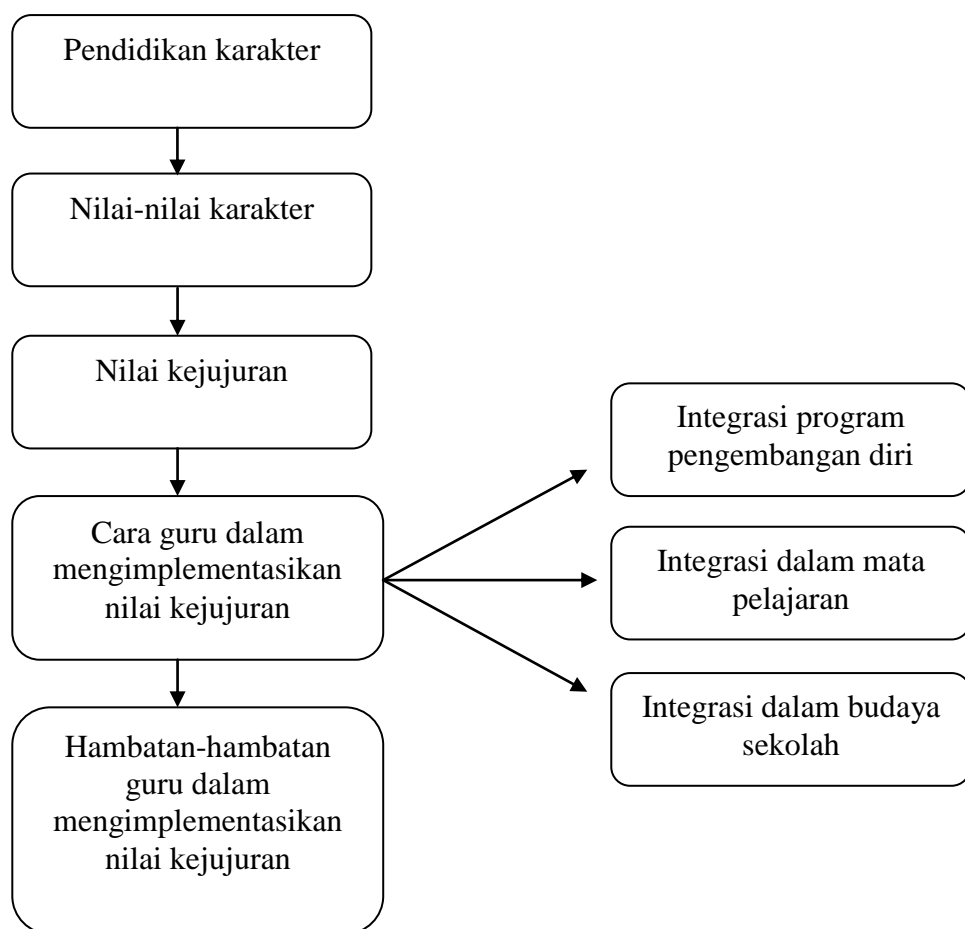 Pendidikan karakter
Nilai-nilai karakter
Nilai kejujuran
Cara guru dalam
mengimplementasikan
nilai kejujuran
Hambatan-hambatan
guru dalam
mengimplementasikan
nilai kejujuran
Integrasi program
pengembangan diri
Integrasi dalam mata
pelajaran
Integrasi dalam budaya
sekolah